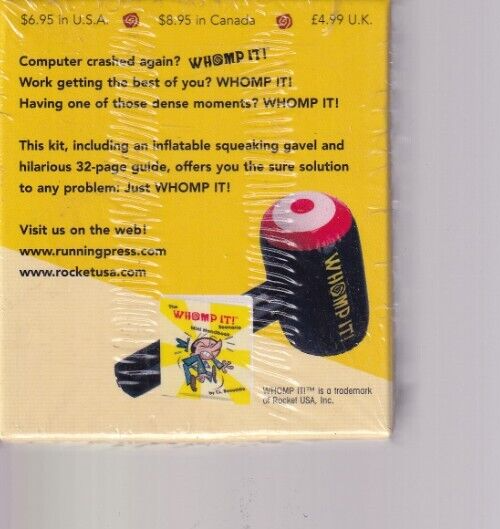 $6.95 in U.S.A. $8.95 in Canada £4.99 U.K.
Computer crashed again? WHOMP IT!
Work getting the best of you? WHOMP IT!
Having one of those dense moments? WHOMP IT!
This kit, including an inflatable squeaking gavel and
hilarious 32-page guide, offers you the sure solution
to any problem: Just WHOMP IT!
Visit us on the web!
www.runningpress.com
www.rocketusa.com
WHOMP IT!
The
WHOMP IT!™
Scenario
Mini Handbook
WHOMP IT!™ is a trademark
of Rocket USA, Inc.